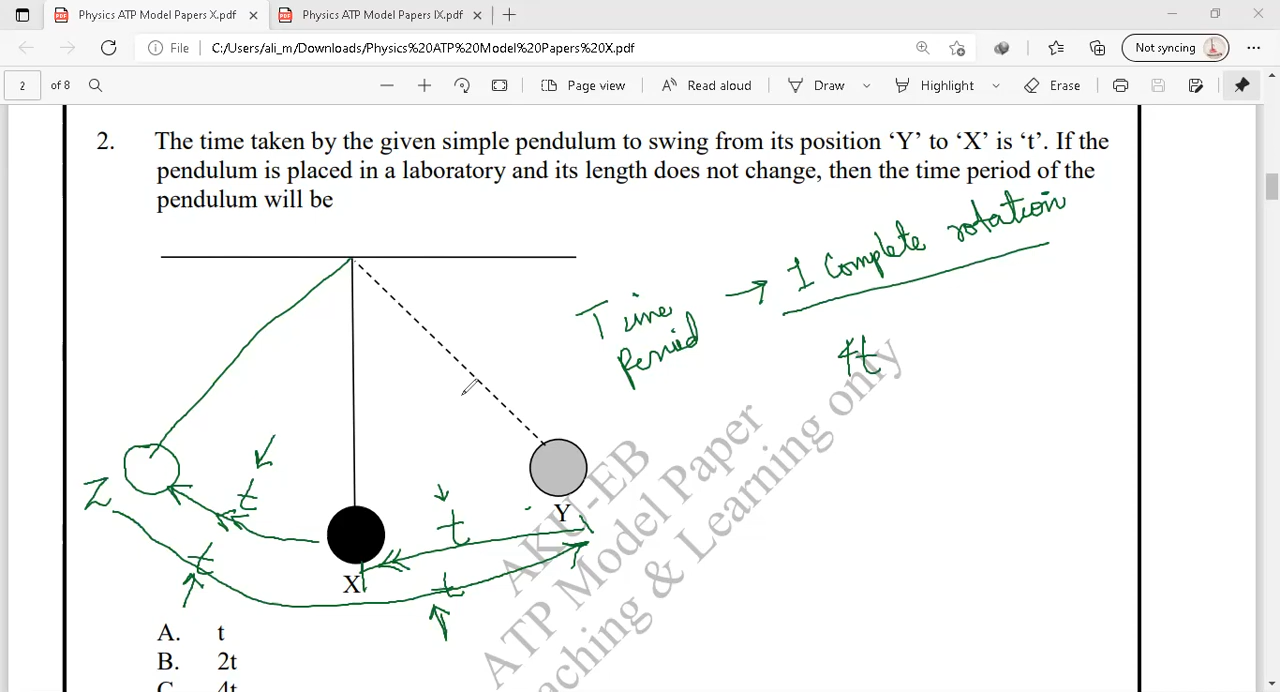 Physics ATP Model Papers X.pdf
Physics ATP Model Papers IX.pdf
File
C:/Users/ali_m/Downloads/Physics%20ATP%20Model%20Papers%20X.pdf
Not syncing
2 of 8
Page view
Read aloud
Draw
Highlight
Erase
2. The time taken by the given simple pendulum to swing from its position ‘Y’ to ‘X’ is ‘t’. If the
pendulum is placed in a laboratory and its length does not change, then the time period of the
pendulum will be
Time Period → 1 Complete rotation
4t
Z
t
t
t
t
Y
X
AKU-EB
ATP Model Paper
Teaching & Learning only
A. t
B. 2t
C. 4t